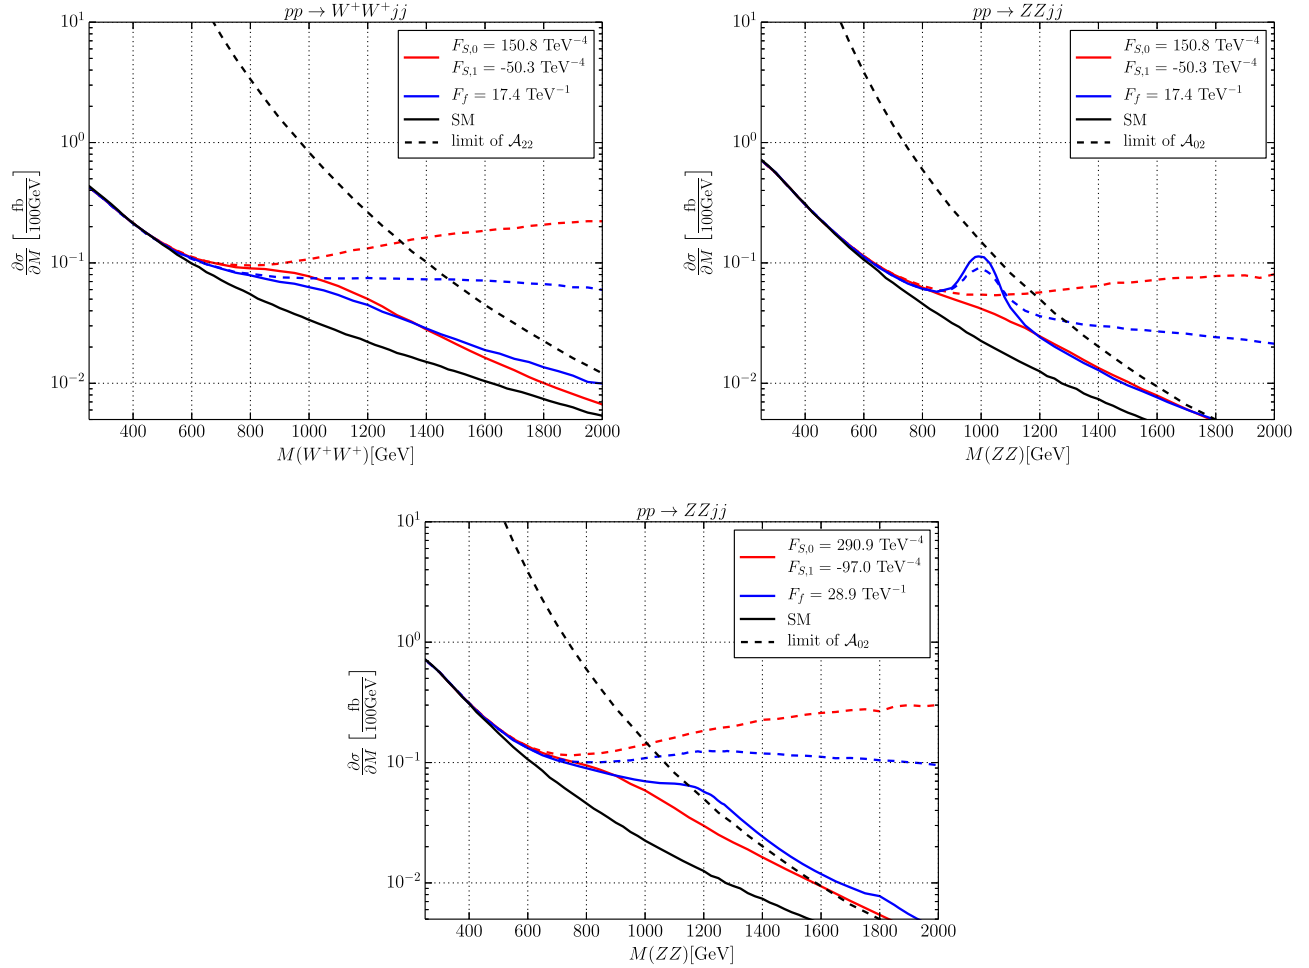 pp → W⁺W⁺jj
10¹
10⁰
10⁻¹
10⁻²
∂σ/∂M [fb/100GeV]
F_{S,0} = 150.8 TeV⁻⁴
F_{S,1} = -50.3 TeV⁻⁴
F_f = 17.4 TeV⁻¹
SM
limit of 𝒜₂₂
400 600 800 1000 1200 1400 1600 1800 2000
M(W⁺W⁺)[GeV]
pp → ZZjj
10¹
10⁰
10⁻¹
10⁻²
∂σ/∂M [fb/100GeV]
F_{S,0} = 150.8 TeV⁻⁴
F_{S,1} = -50.3 TeV⁻⁴
F_f = 17.4 TeV⁻¹
SM
limit of 𝒜₀₂
400 600 800 1000 1200 1400 1600 1800 2000
M(ZZ)[GeV]
pp → ZZjj
10¹
10⁰
10⁻¹
10⁻²
∂σ/∂M [fb/100GeV]
F_{S,0} = 290.9 TeV⁻⁴
F_{S,1} = -97.0 TeV⁻⁴
F_f = 28.9 TeV⁻¹
SM
limit of 𝒜₀₂
400 600 800 1000 1200 1400 1600 1800 2000
M(ZZ)[GeV]